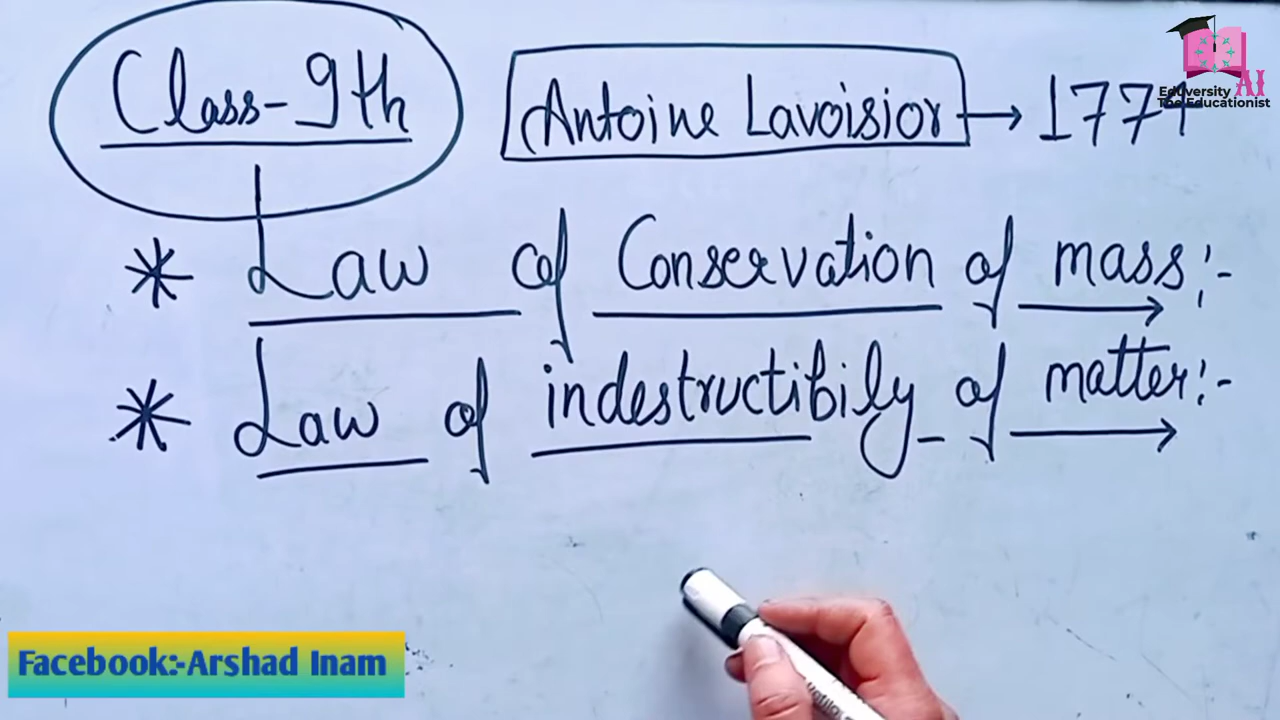 Class-9th
Antoine Lavoisior → 1774
* Law of Conservation of mass:-
* Law of indestructibily of matter:-
Eduversity AI
The Educationist
Facebook:-Arshad Inam